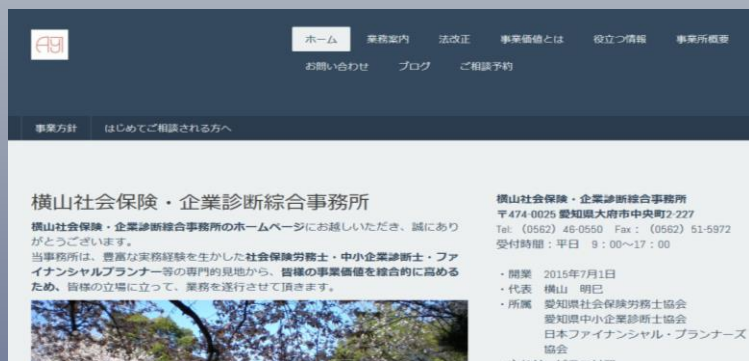 AYI
ホーム 業務案内 法改正 事業価値とは 役立つ情報 事業所概要
お問い合わせ ブログ ご相談予約
事業方針 はじめてご相談される方へ
横山社会保険・企業診断綜合事務所
横山社会保険・企業診断綜合事務所のホームページにお越しいただき、誠にあり
がとうございます。
当事務所は、豊富な実務経験を生かした社会保険労務士・中小企業診断士・ファ
イナンシャルプランナー等の専門的見地から、皆様の事業価値を綜合的に高める
ため、皆様の立場に立って、業務を遂行させて頂きます。
横山社会保険・企業診断綜合事務所
〒474-0025 愛知県大府市中央町2-227
Tel: (0562) 46-0550 Fax : (0562) 51-5972
受付時間:平日 9:00〜17:00
・開業 2015年7月1日
・代表 横山 明巳
・所属 愛知県社会保険労務士協会
愛知県中小企業診断士協会
日本ファイナンシャル・プランナーズ
協会